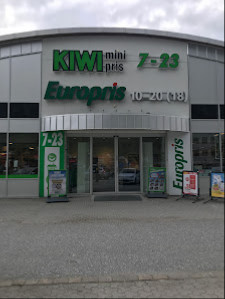 KIWI mini pris 7-23
Europris 10-20 (18)
7-23
Europris